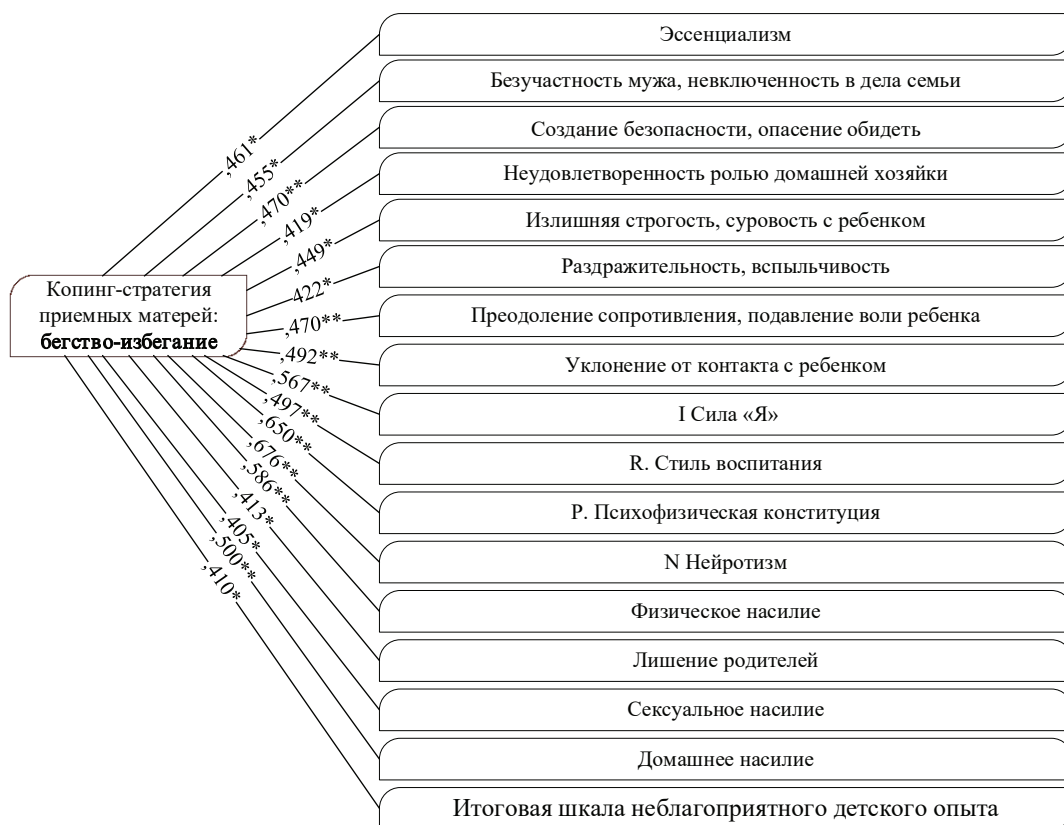 Эссенциализм
Безучастность мужа, невключенность в дела семьи
Создание безопасности, опасение обидеть
Неудовлетворенность ролью домашней хозяйки
Излишняя строгость, суровость с ребенком
Раздражительность, вспыльчивость
Преодоление сопротивления, подавление воли ребенка
Уклонение от контакта с ребенком
I Сила «Я»
R. Стиль воспитания
P. Психофизическая конституция
N Нейротизм
Физическое насилие
Лишение родителей
Сексуальное насилие
Домашнее насилие
Итоговая шкала неблагоприятного детского опыта
Копинг-стратегия
приемных матерей:
бегство-избегание
,461*
,455*
,470**
,419*
,449*
,422*
,470**
,492**
,567**
,497**
,650**
,676**
,586**
,413*
,405*
,500**
,410*